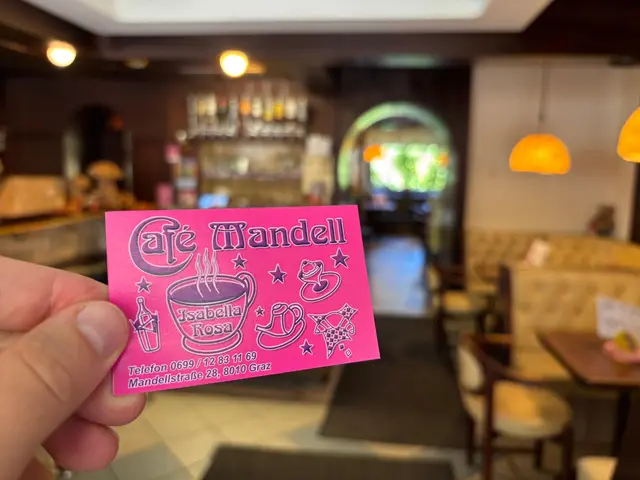 Café Mandell
Isabella
Rosa
Telefon 0699 / 12 83 11 69
Mandellstraße 28, 8010 Graz